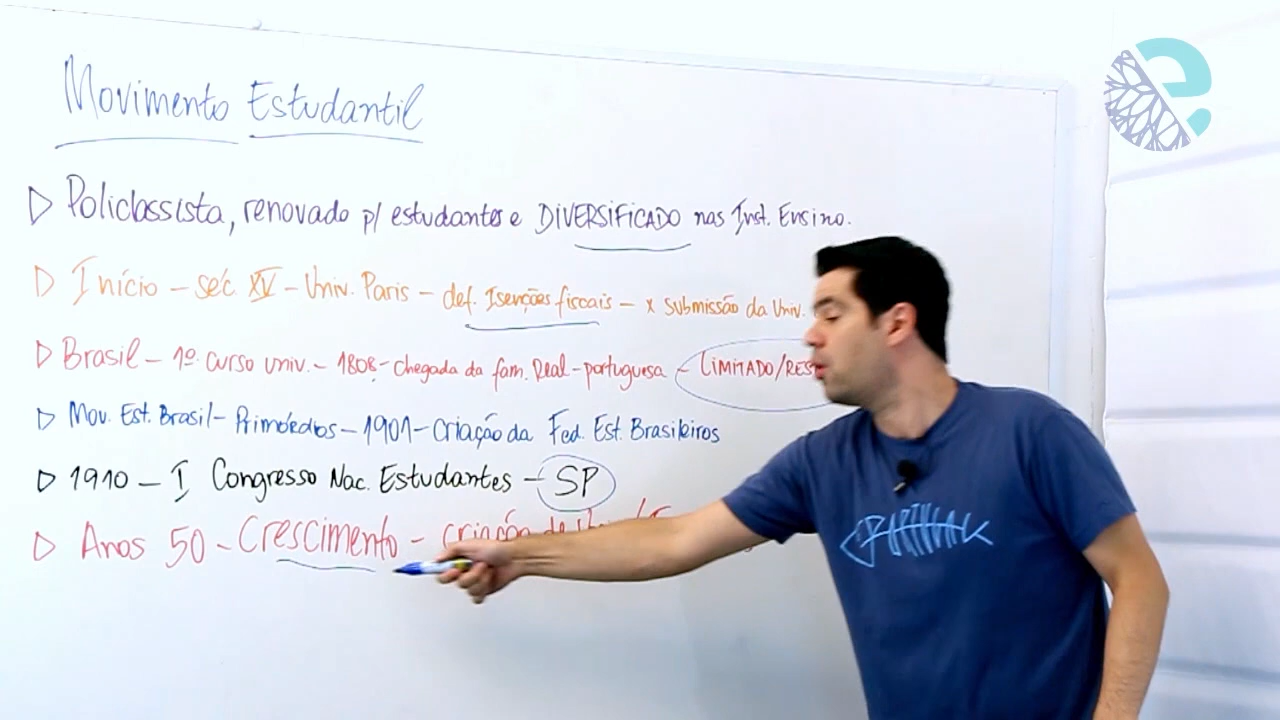 Movimento Estudantil
▷ Policlassista, renovado p/ estudantes e DIVERSIFICADO nas Inst. Ensino.
▷ Início - séc. XV - Univ. Paris - def. Isenções fiscais - x submissão da Univ.
▷ Brasil - 1º. curso univ. - 1808 - chegada da fam. Real - portuguesa - LIMITADO/RES
▷ Mov. Est. Brasil - Primórdios - 1901 - Criação da Fed. Est. Brasileiros
▷ 1910 - I Congresso Nac. Estudantes - SP
▷ Anos 50 - Crescimento - criação de
e